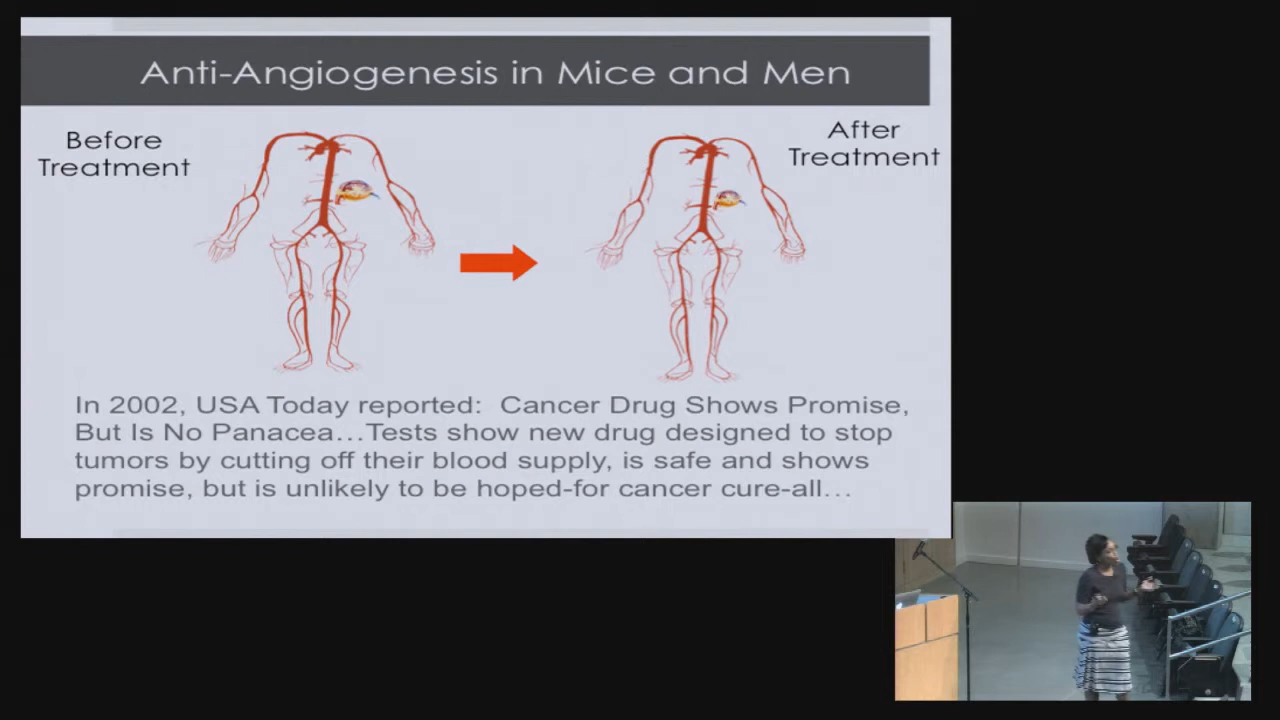 Anti-Angiogenesis in Mice and Men
Before
Treatment
After
Treatment
In 2002, USA Today reported:  Cancer Drug Shows Promise,
But Is No Panacea…Tests show new drug designed to stop
tumors by cutting off their blood supply, is safe and shows
promise, but is unlikely to be hoped-for cancer cure-all…